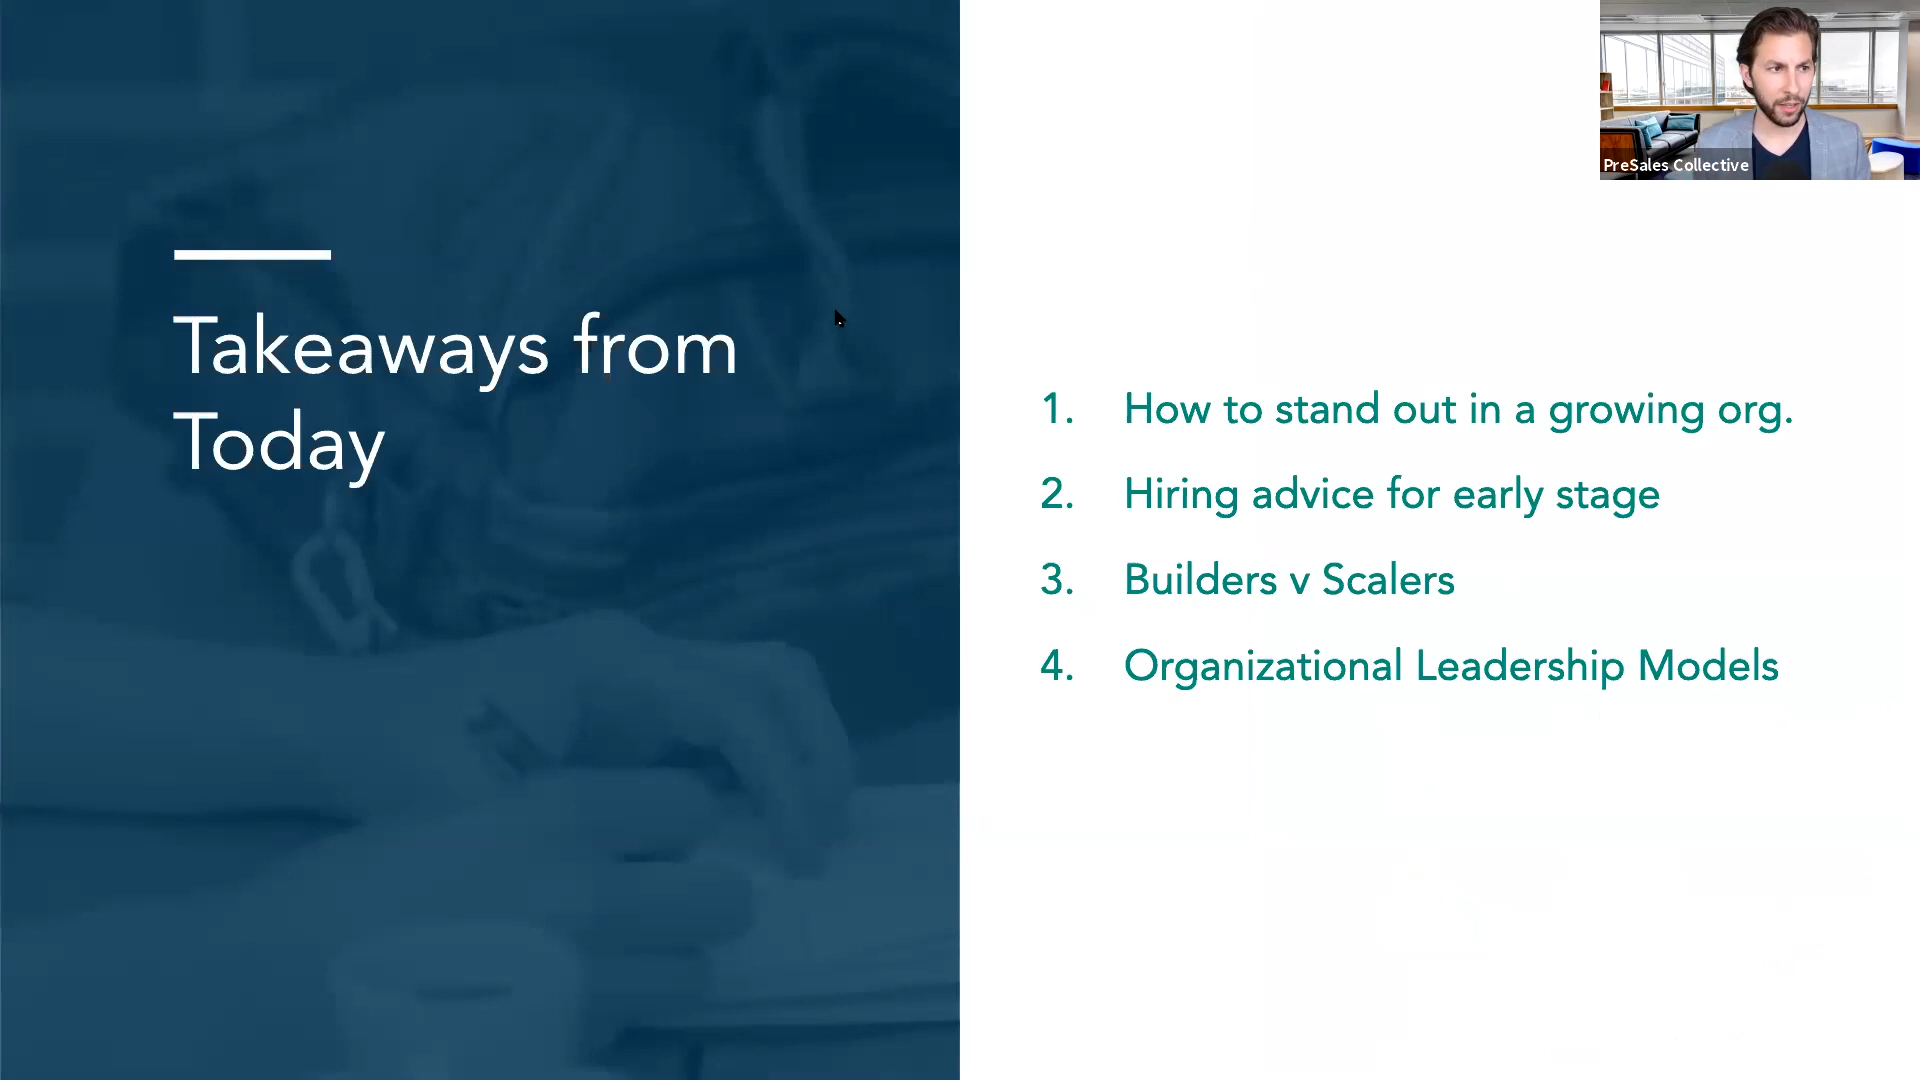 Takeaways from
Today
1. How to stand out in a growing org.
2. Hiring advice for early stage
3. Builders v Scalers
4. Organizational Leadership Models
PreSales Collective